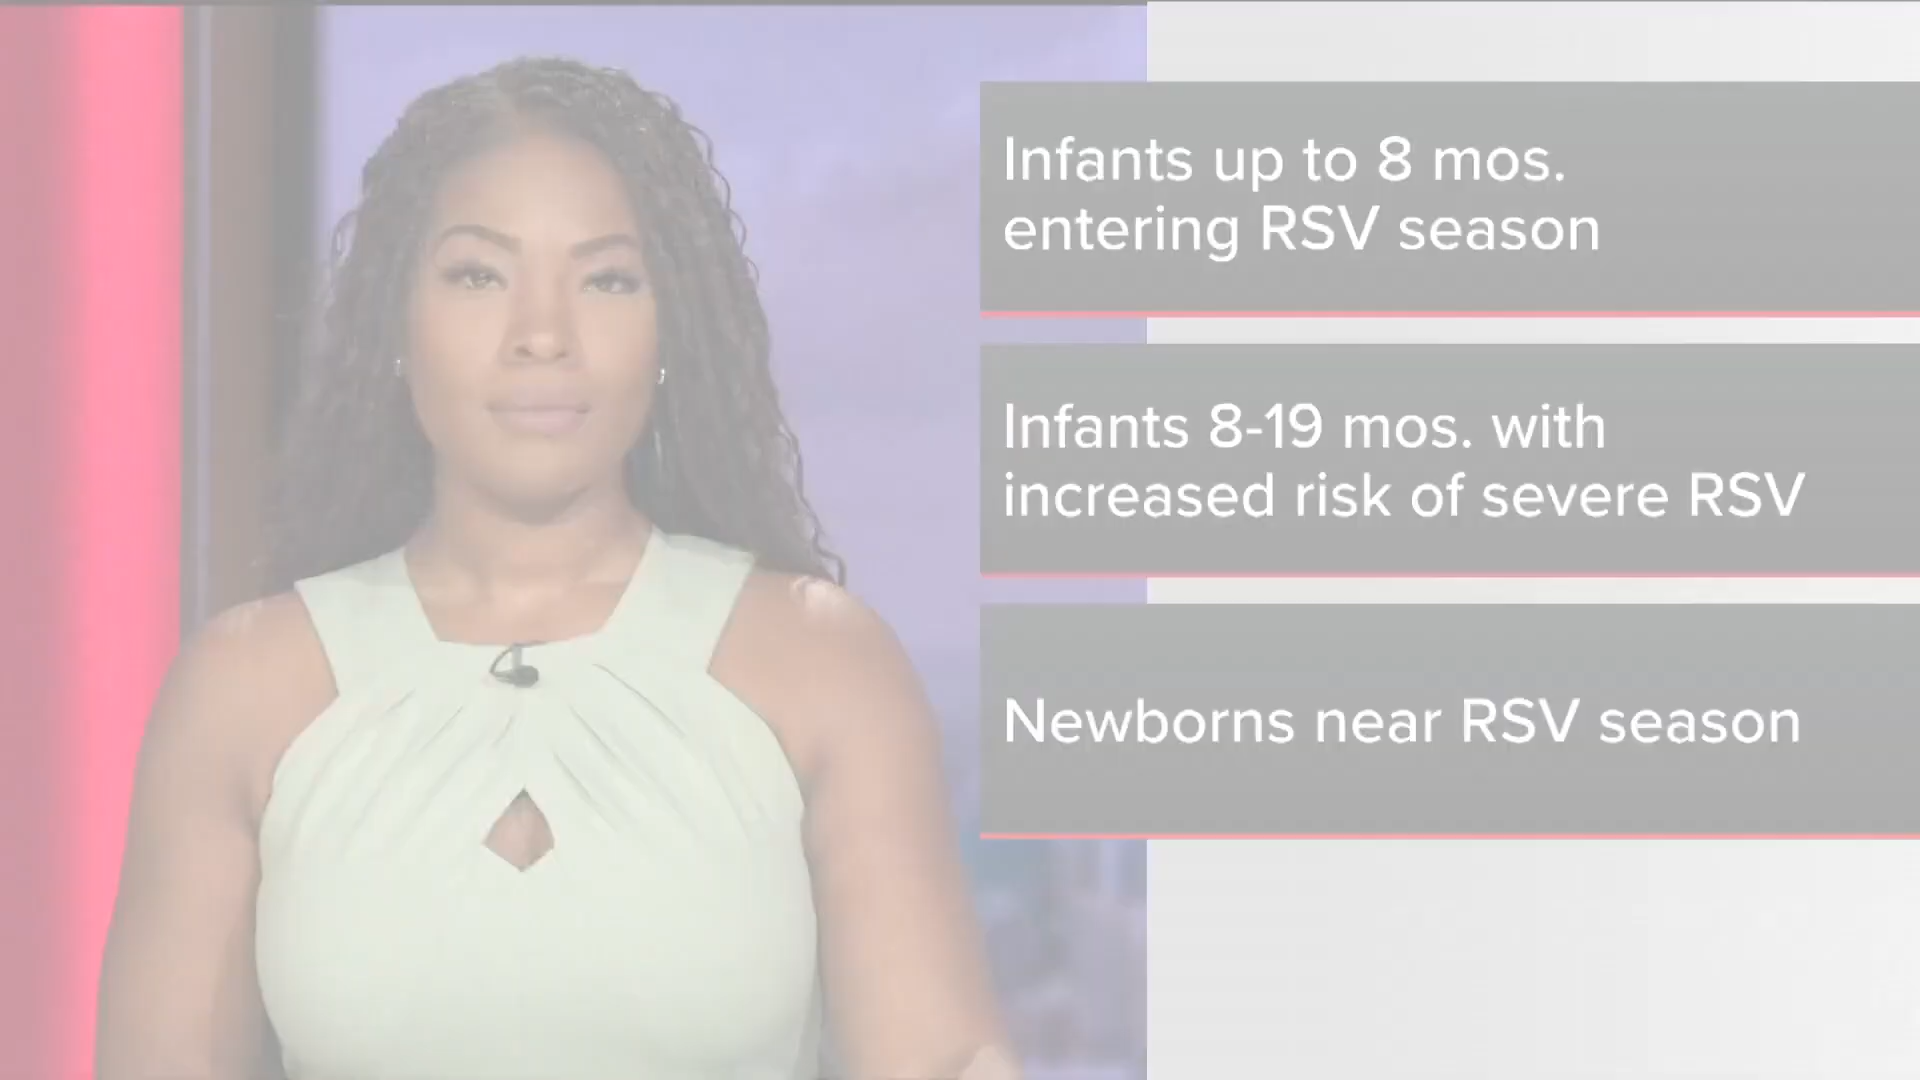 Infants up to 8 mos.
entering RSV season
Infants 8-19 mos. with
increased risk of severe RSV
Newborns near RSV season